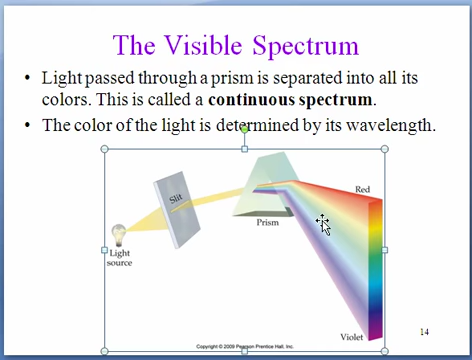 The Visible Spectrum
• Light passed through a prism is separated into all its
colors. This is called a continuous spectrum.
• The color of the light is determined by its wavelength.
Slit
Red
Prism
Light
source
Violet
14
Copyright © 2009 Pearson Prentice Hall, Inc.